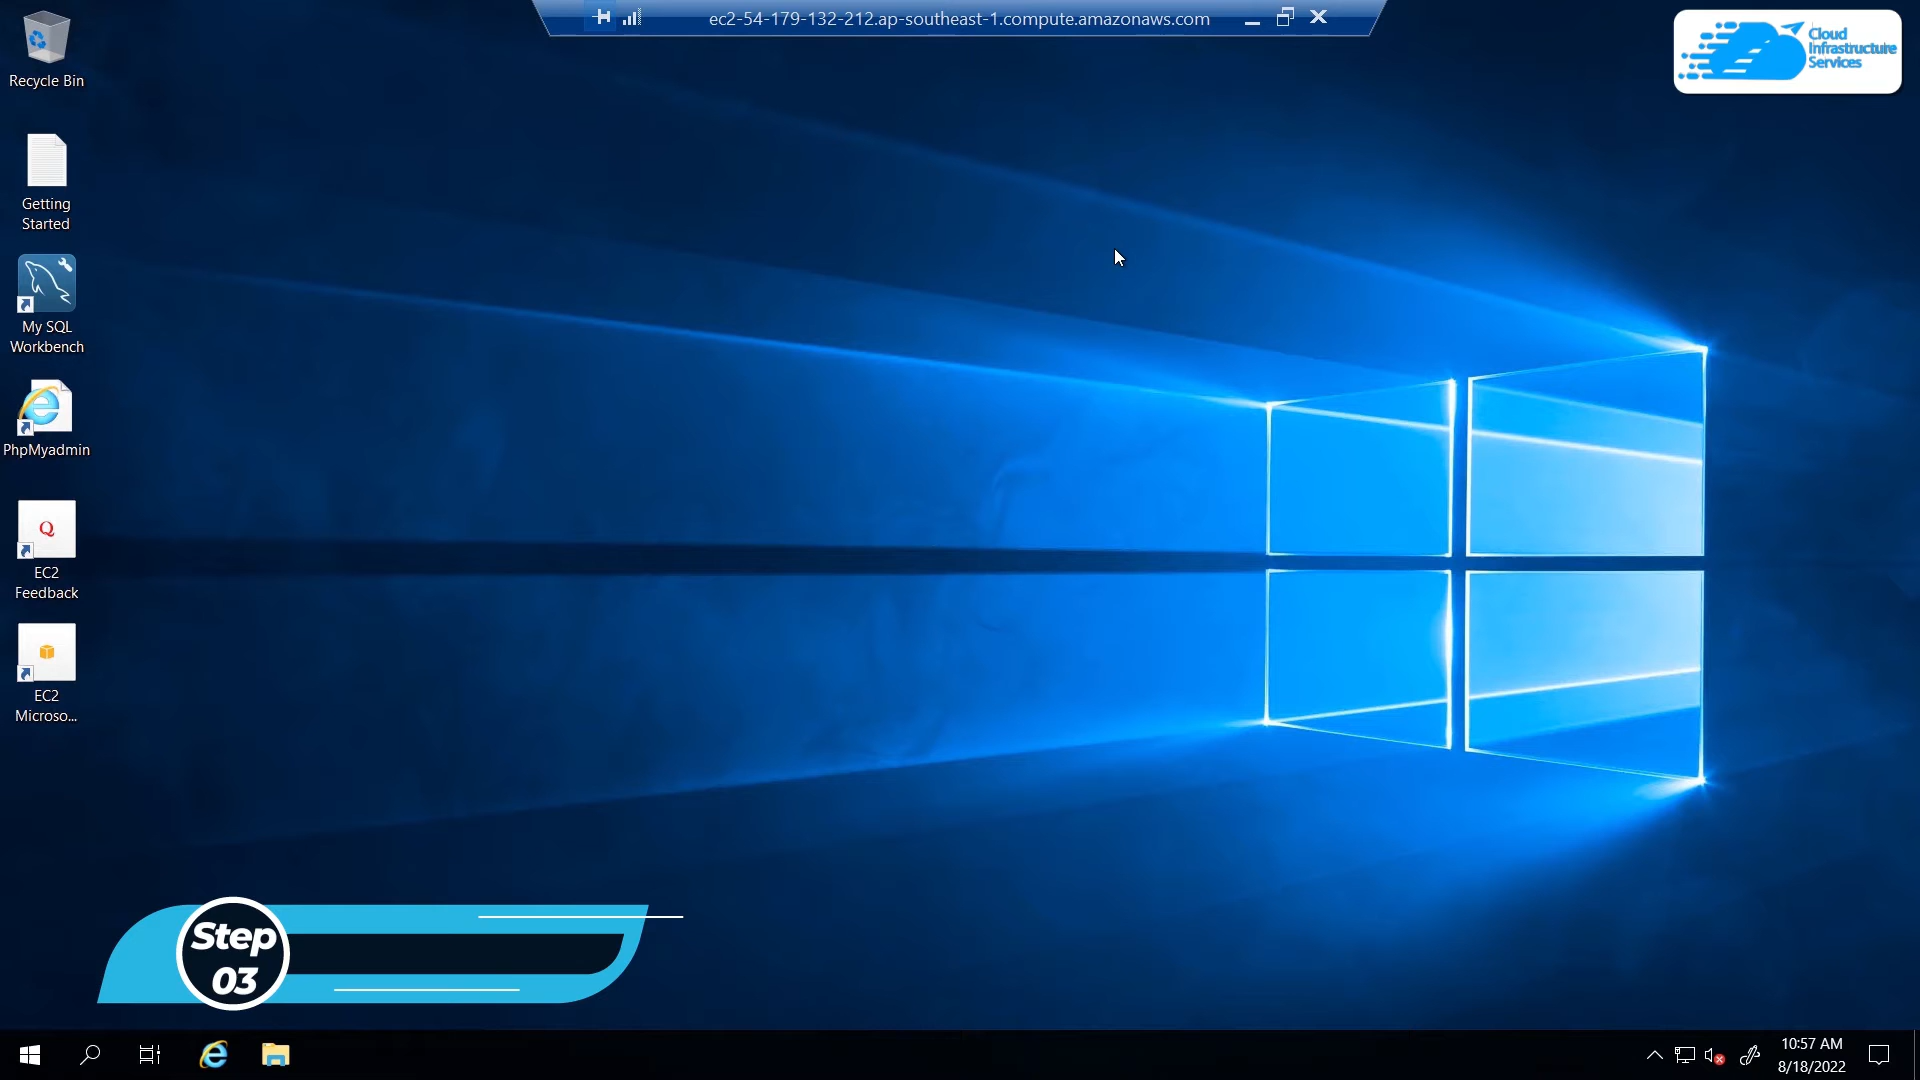 ec2-54-179-132-212.ap-southeast-1.compute.amazonaws.com
Cloud
Infrastructure
Services
Recycle Bin
Getting
Started
My SQL
Workbench
PhpMyadmin
Q
EC2
Feedback
EC2
Microso...
Step
03
10:57 AM
8/18/2022